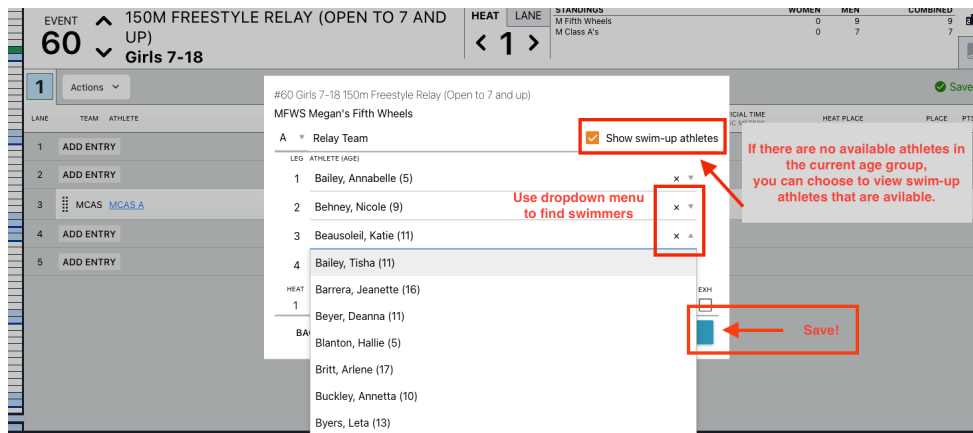 EVENT
60
150M FREESTYLE RELAY (OPEN TO 7 AND
UP)
Girls 7-18
HEAT LANE
1
STANDINGS WOMEN MEN COMBINED
M Fifth Wheels 0 9 9
M Class A's 0 7 7
1 Actions
Save
LANE TEAM ATHLETE HEAT PLACE PLACE PTS
1 ADD ENTRY
2 ADD ENTRY
3 MCAS MCAS A
4 ADD ENTRY
5 ADD ENTRY
#60 Girls 7-18 150m Freestyle Relay (Open to 7 and up)
MFWS Megan's Fifth Wheels
A Relay Team
Show swim-up athletes
LEG ATHLETE (AGE)
1 Bailey, Annabelle (5) ×
2 Behney, Nicole (9) ×
3 Beausoleil, Katie (11) ×
4 Bailey, Tisha (11)
Barrera, Jeanette (16)
Beyer, Deanna (11)
Blanton, Hallie (5)
Britt, Arlene (17)
Buckley, Annetta (10)
Byers, Leta (13)
HEAT
1
EXH
Use dropdown menu
to find swimmers
If there are no available athletes in
the current age group,
you can choose to view swim-up
athletes that are avilable.
Save!